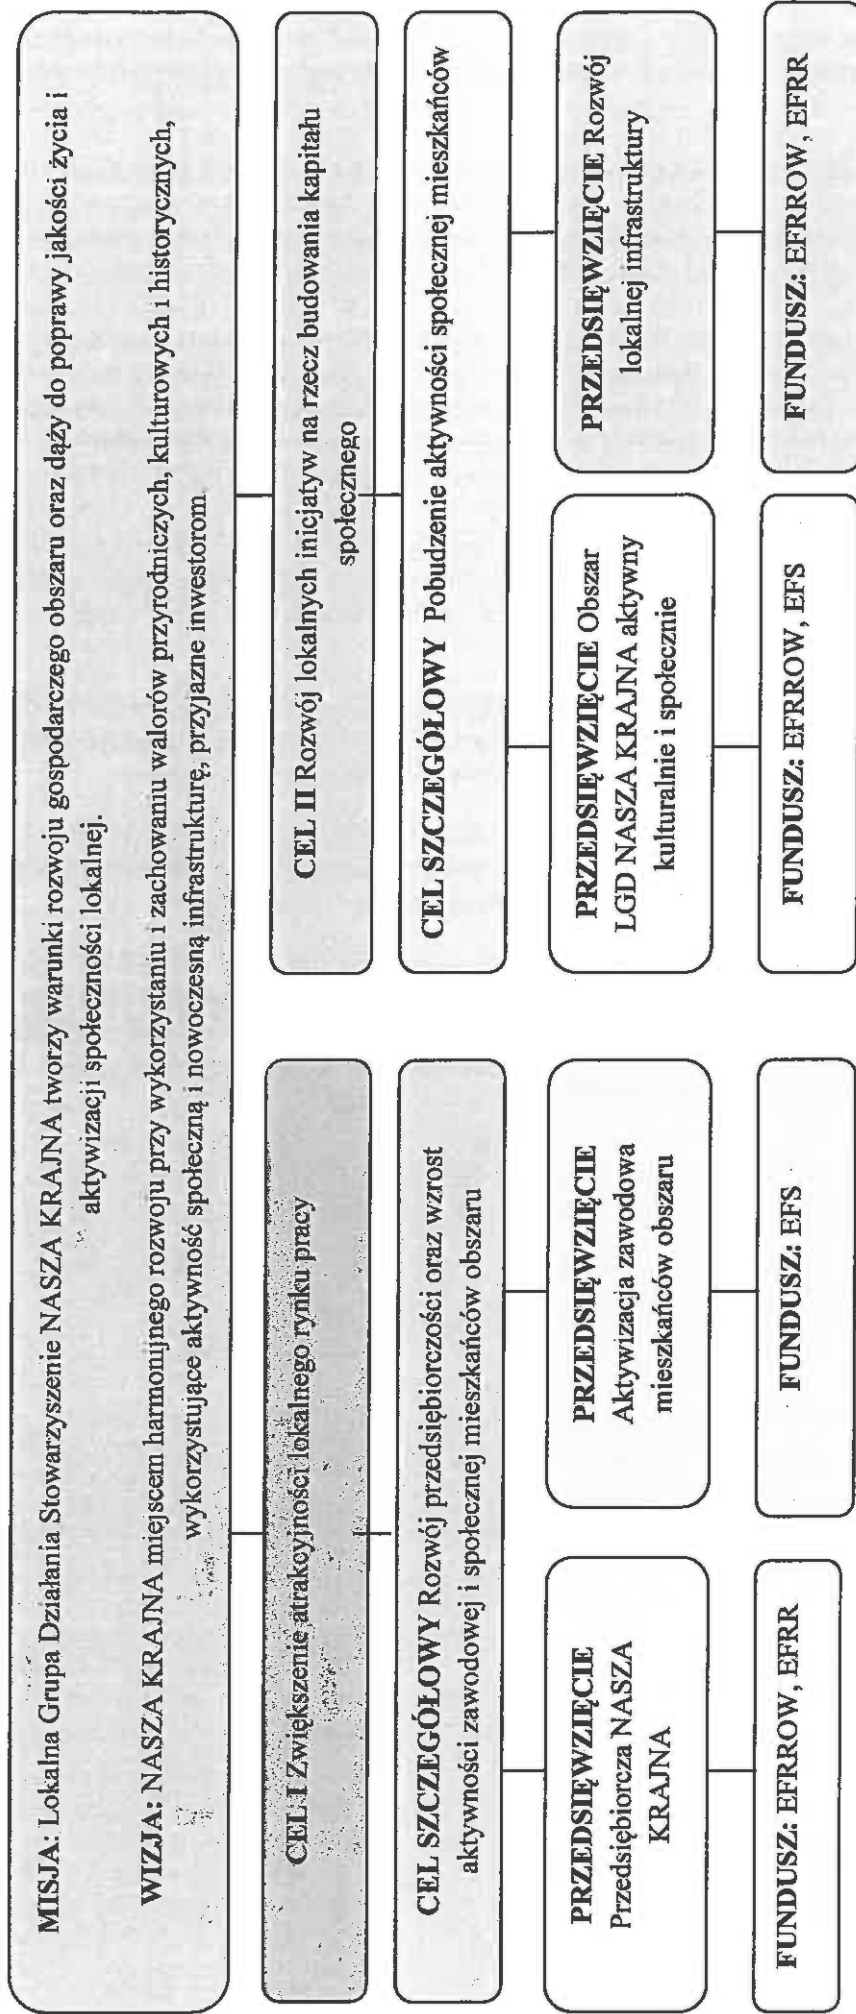 MISJA: Lokalna Grupa Działania Stowarzyszenie NASZA KRAJNA tworzy warunki rozwoju gospodarczego obszaru oraz dąży do poprawy jakości życia i
aktywizacji społeczności lokalnej.
WIZJA: NASZA KRAJNA miejscem harmonijnego rozwoju przy wykorzystaniu i zachowaniu walorów przyrodniczych, kulturowych i historycznych,
wykorzystujące aktywność społeczną i nowoczesną infrastrukturę, przyjazne inwestorom.
CEL I Zwiększenie atrakcyjności lokalnego rynku pracy
CEL SZCZEGÓŁOWY Rozwój przedsiębiorczości oraz wzrost
aktywności zawodowej i społecznej mieszkańców obszaru
PRZEDSIĘWZIĘCIE
Przedsiębiorcza NASZA
KRAJNA
FUNDUSZ: EFRROW, EFRR
PRZEDSIĘWZIĘCIE
Aktywizacja zawodowa
mieszkańców obszaru
FUNDUSZ: EFS
CEL II Rozwój lokalnych inicjatyw na rzecz budowania kapitału
społecznego
CEL SZCZEGÓŁOWY Pobudzenie aktywności społecznej mieszkańców
PRZEDSIĘWZIĘCIE Obszar
LGD NASZA KRAJNA aktywny
kulturalnie i społecznie
FUNDUSZ: EFRROW, EFS
PRZEDSIĘWZIĘCIE Rozwój
lokalnej infrastruktury
FUNDUSZ: EFRROW, EFRR